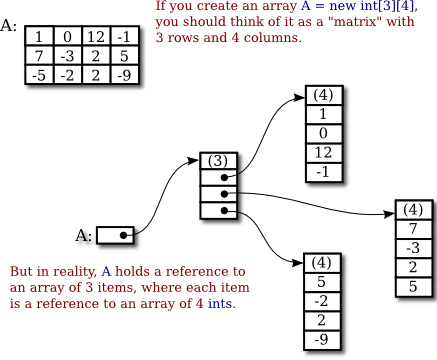 If you create an array A = new int[3][4],
you should think of it as a "matrix" with
3 rows and 4 columns.
A:
1 0 12 -1
7 -3 2 5
-5 -2 2 -9
(4)
1
0
12
-1
(3)
(4)
7
-3
2
5
A:
(4)
5
-2
2
-9
But in reality, A holds a reference to
an array of 3 items, where each item
is a reference to an array of 4 ints.